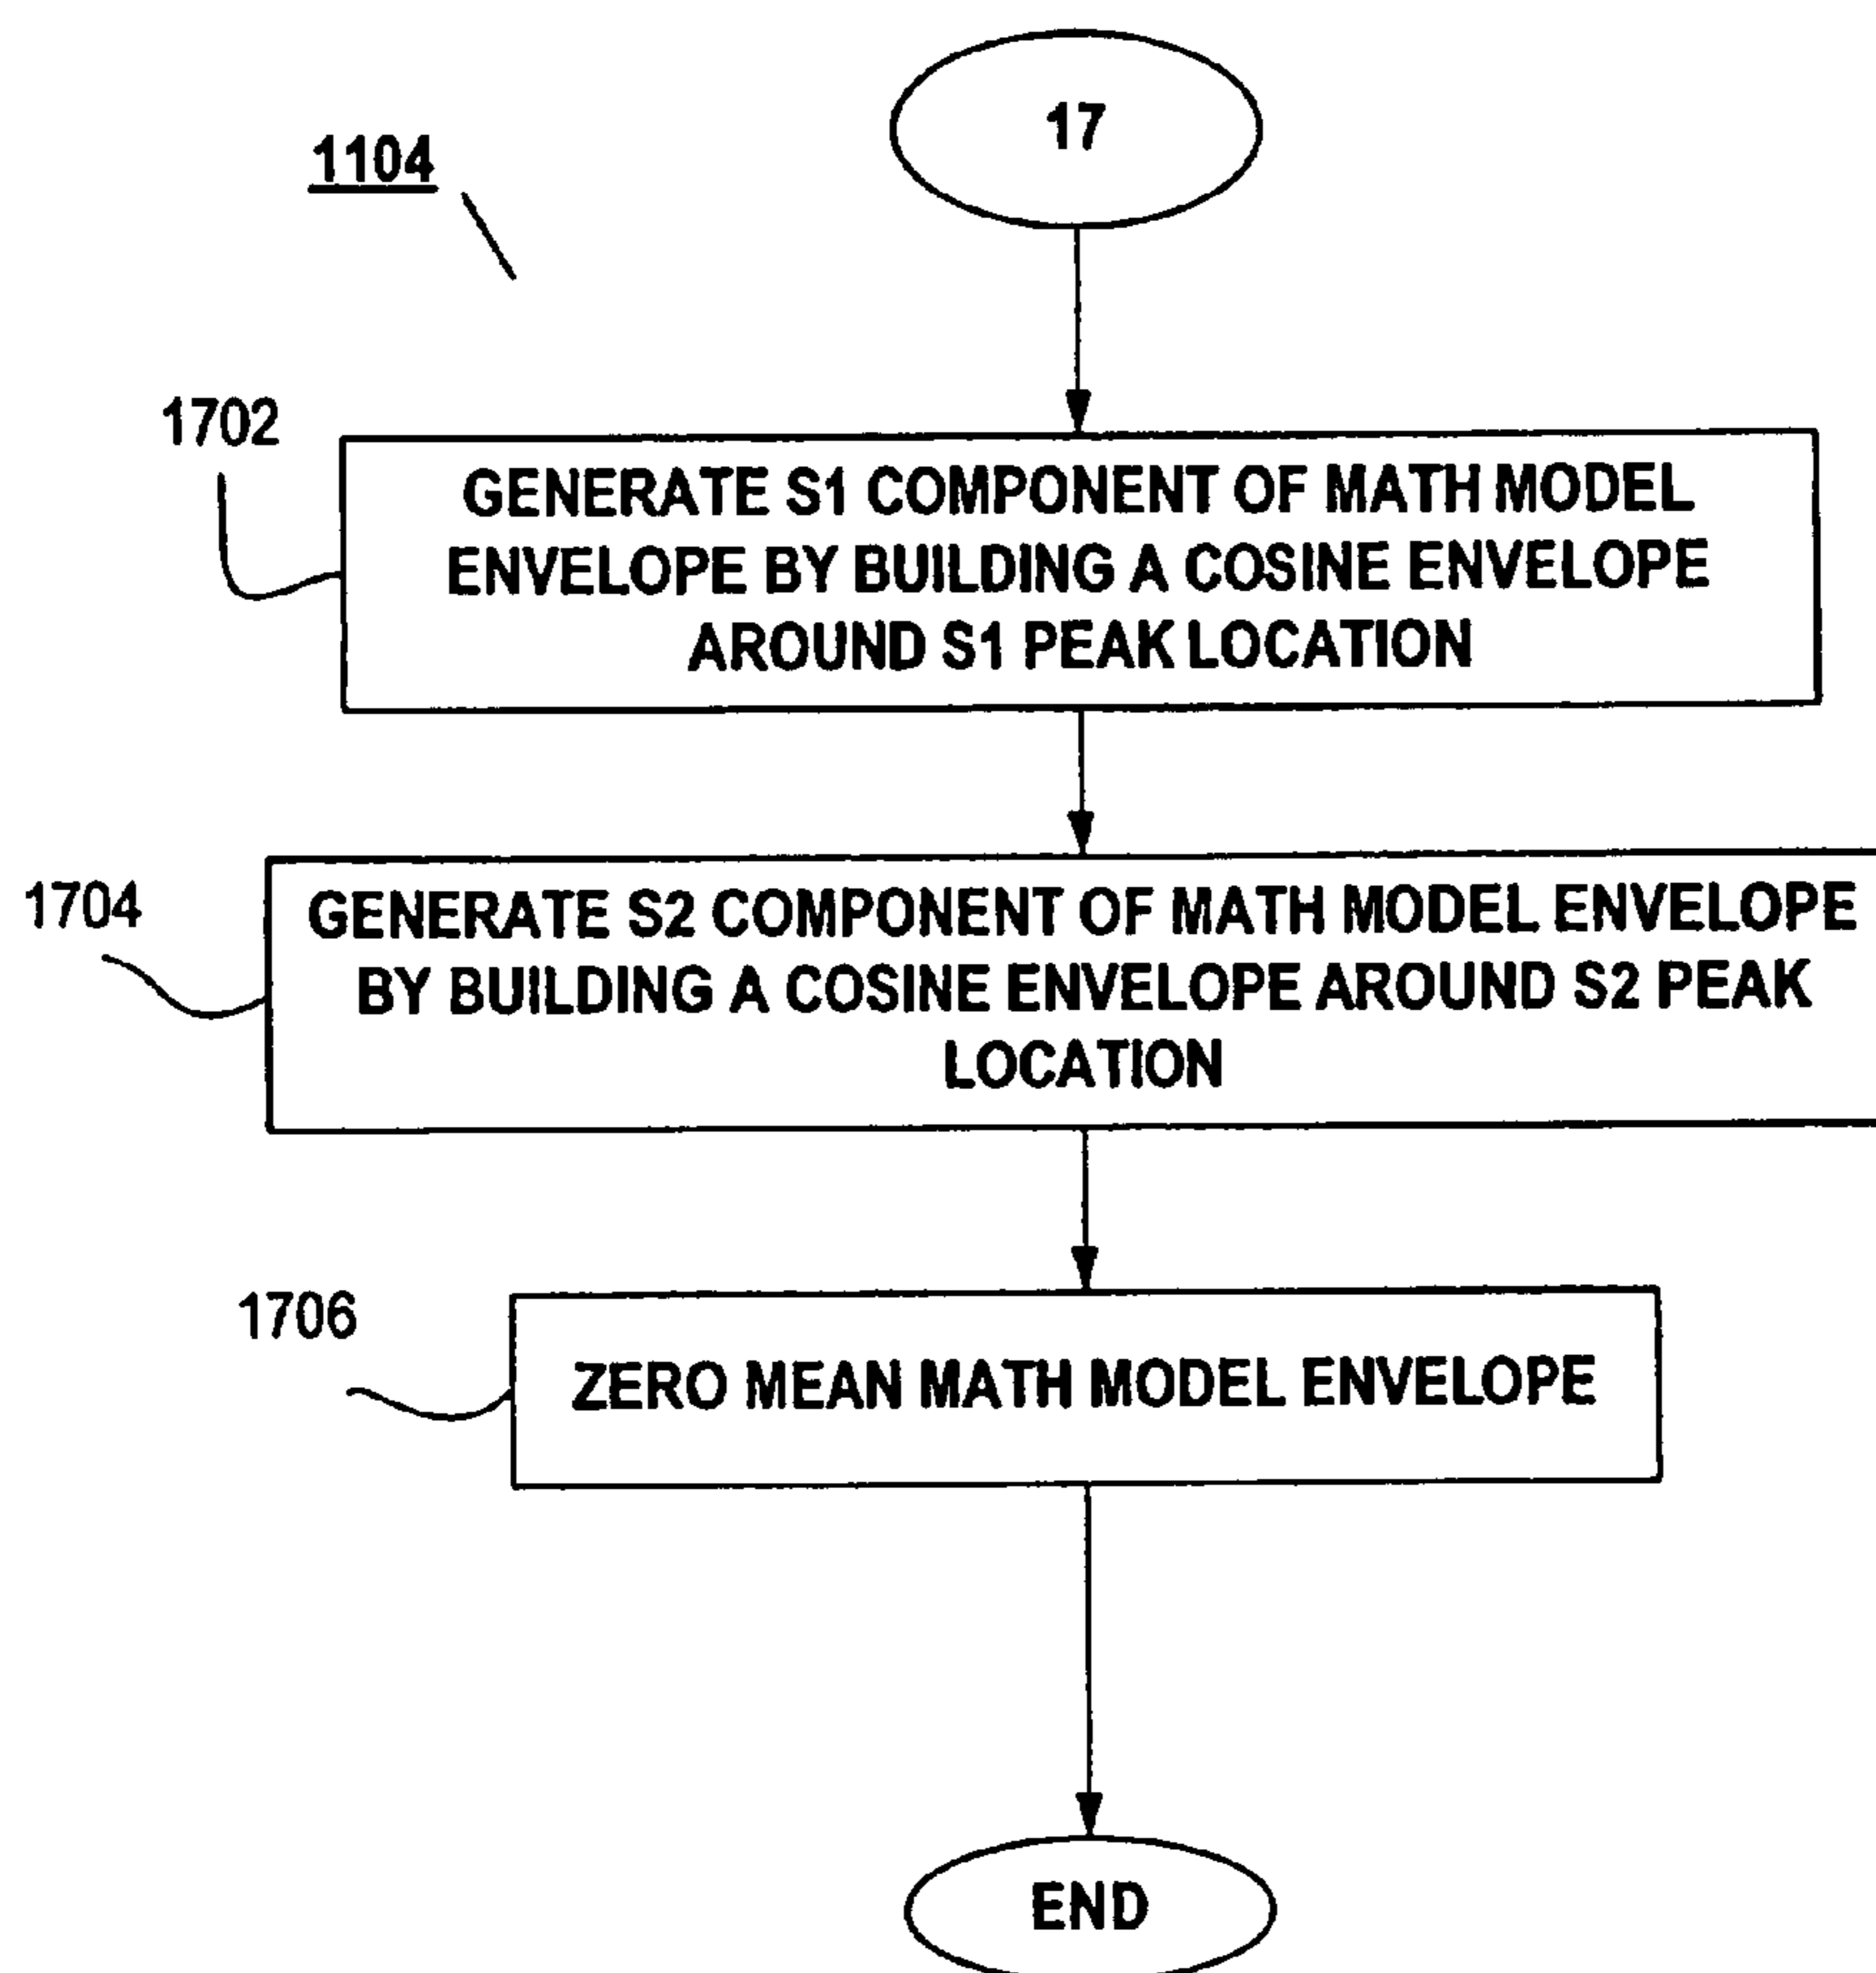 17
1104
1702
GENERATE S1 COMPONENT OF MATH MODEL
ENVELOPE BY BUILDING A COSINE ENVELOPE
AROUND S1 PEAK LOCATION
1704
GENERATE S2 COMPONENT OF MATH MODEL ENVELOPE
BY BUILDING A COSINE ENVELOPE AROUND S2 PEAK
LOCATION
1706
ZERO MEAN MATH MODEL ENVELOPE
END